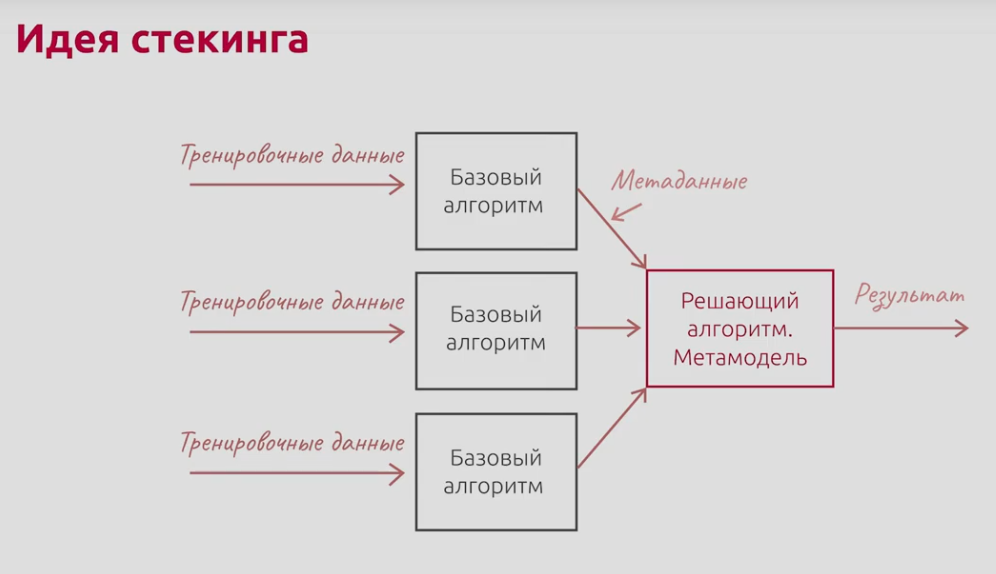 Идея стекинга
Тренировочные данные
Базовый
алгоритм
Метаданные
Тренировочные данные
Базовый
алгоритм
Решающий
алгоритм.
Метамодель
Результат
Тренировочные данные
Базовый
алгоритм